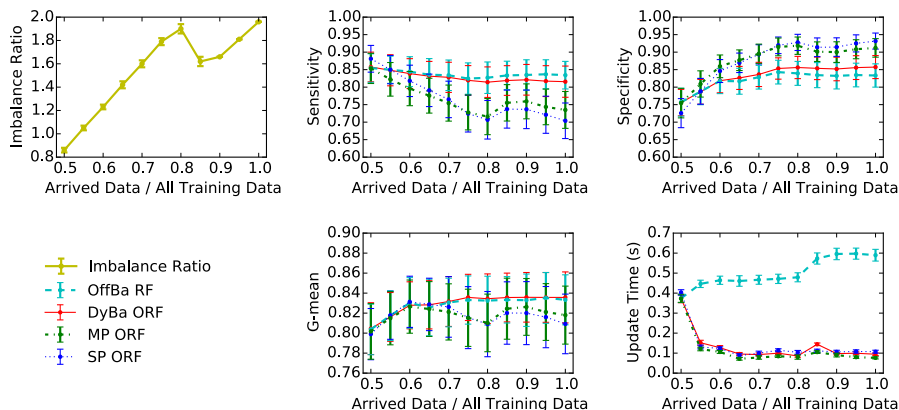 2.0
1.8
1.6
1.4
1.2
1.0
0.8
0.5 0.6 0.7 0.8 0.9 1.0
Imbalance Ratio
Arrived Data / All Training Data
1.00
0.95
0.90
0.85
0.80
0.75
0.70
0.65
0.60
0.5 0.6 0.7 0.8 0.9 1.0
Sensitivity
Arrived Data / All Training Data
1.00
0.95
0.90
0.85
0.80
0.75
0.70
0.65
0.60
0.5 0.6 0.7 0.8 0.9 1.0
Specificity
Arrived Data / All Training Data
Imbalance Ratio
OffBa RF
DyBa ORF
MP ORF
SP ORF
0.88
0.86
0.84
0.82
0.80
0.78
0.76
0.5 0.6 0.7 0.8 0.9 1.0
G-mean
Arrived Data / All Training Data
0.7
0.6
0.5
0.4
0.3
0.2
0.1
0.0
0.5 0.6 0.7 0.8 0.9 1.0
Update Time (s)
Arrived Data / All Training Data